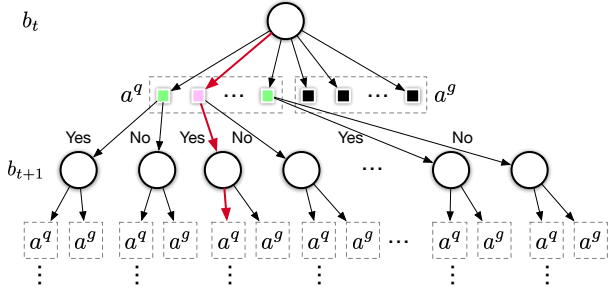 b_t
a^q ... ... a^g
Yes No Yes No Yes No
b_{t+1} ...
a^q a^g a^q a^g a^q a^g a^q a^g ... a^q a^g a^q a^g
⋮ ⋮ ⋮ ⋮ ⋮ ⋮